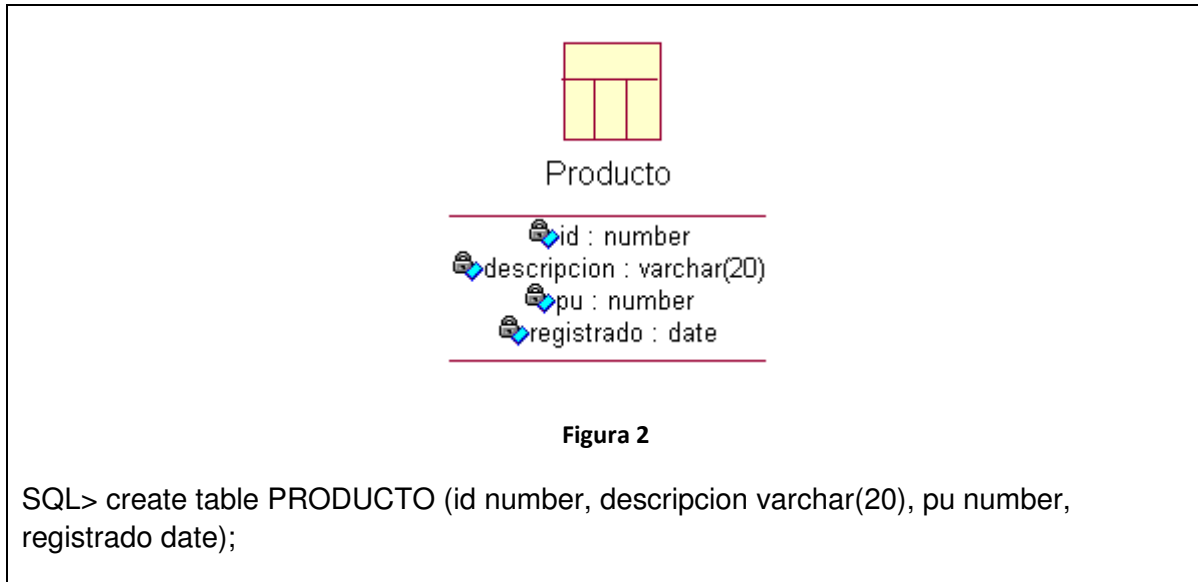 Producto
id : number
descripcion : varchar(20)
pu : number
registrado : date
Figura 2
SQL> create table PRODUCTO (id number, descripcion varchar(20), pu number,
registrado date);